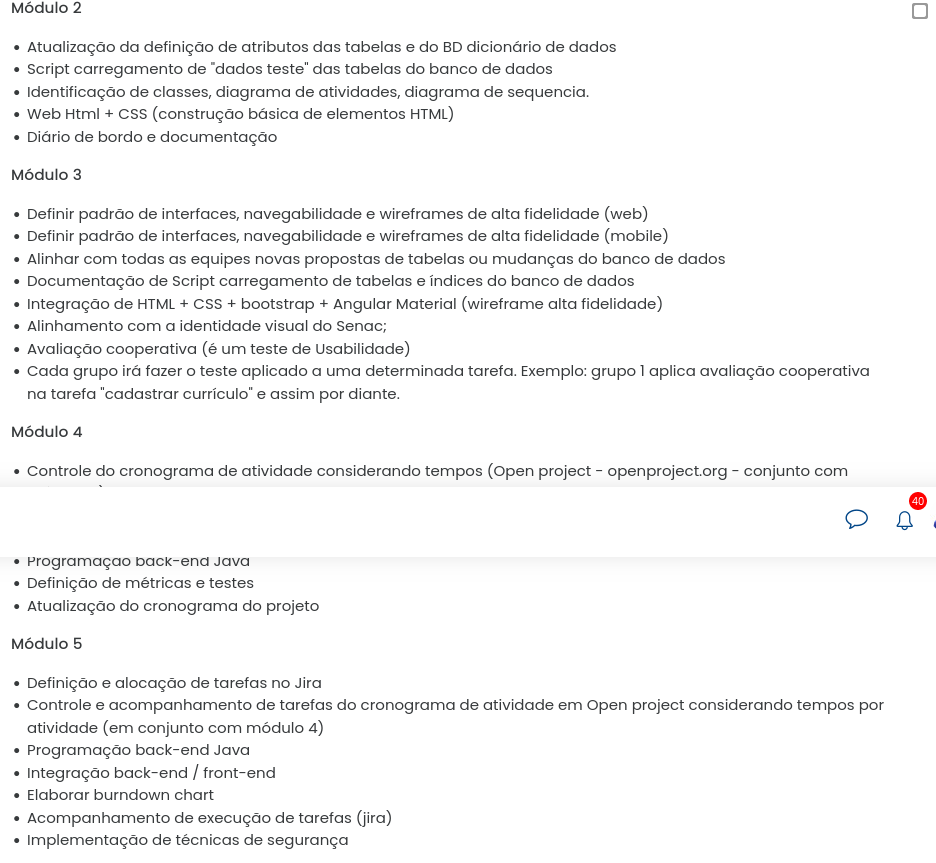 Módulo 2
• Atualização da definição de atributos das tabelas e do BD dicionário de dados
• Script carregamento de "dados teste" das tabelas do banco de dados
• Identificação de classes, diagrama de atividades, diagrama de sequencia.
• Web Html + CSS (construção básica de elementos HTML)
• Diário de bordo e documentação
Módulo 3
• Definir padrão de interfaces, navegabilidade e wireframes de alta fidelidade (web)
• Definir padrão de interfaces, navegabilidade e wireframes de alta fidelidade (mobile)
• Alinhar com todas as equipes novas propostas de tabelas ou mudanças do banco de dados
• Documentação de Script carregamento de tabelas e índices do banco de dados
• Integração de HTML + CSS + bootstrap + Angular Material (wireframe alta fidelidade)
• Alinhamento com a identidade visual do Senac;
• Avaliação cooperativa (é um teste de Usabilidade)
• Cada grupo irá fazer o teste aplicado a uma determinada tarefa. Exemplo: grupo 1 aplica avaliação cooperativa
na tarefa "cadastrar currículo" e assim por diante.
Módulo 4
• Controle do cronograma de atividade considerando tempos (Open project - openproject.org - conjunto com
40
• Programação back-end Java
• Definição de métricas e testes
• Atualização do cronograma do projeto
Módulo 5
• Definição e alocação de tarefas no Jira
• Controle e acompanhamento de tarefas do cronograma de atividade em Open project considerando tempos por
atividade (em conjunto com módulo 4)
• Programação back-end Java
• Integração back-end / front-end
• Elaborar burndown chart
• Acompanhamento de execução de tarefas (jira)
• Implementação de técnicas de segurança